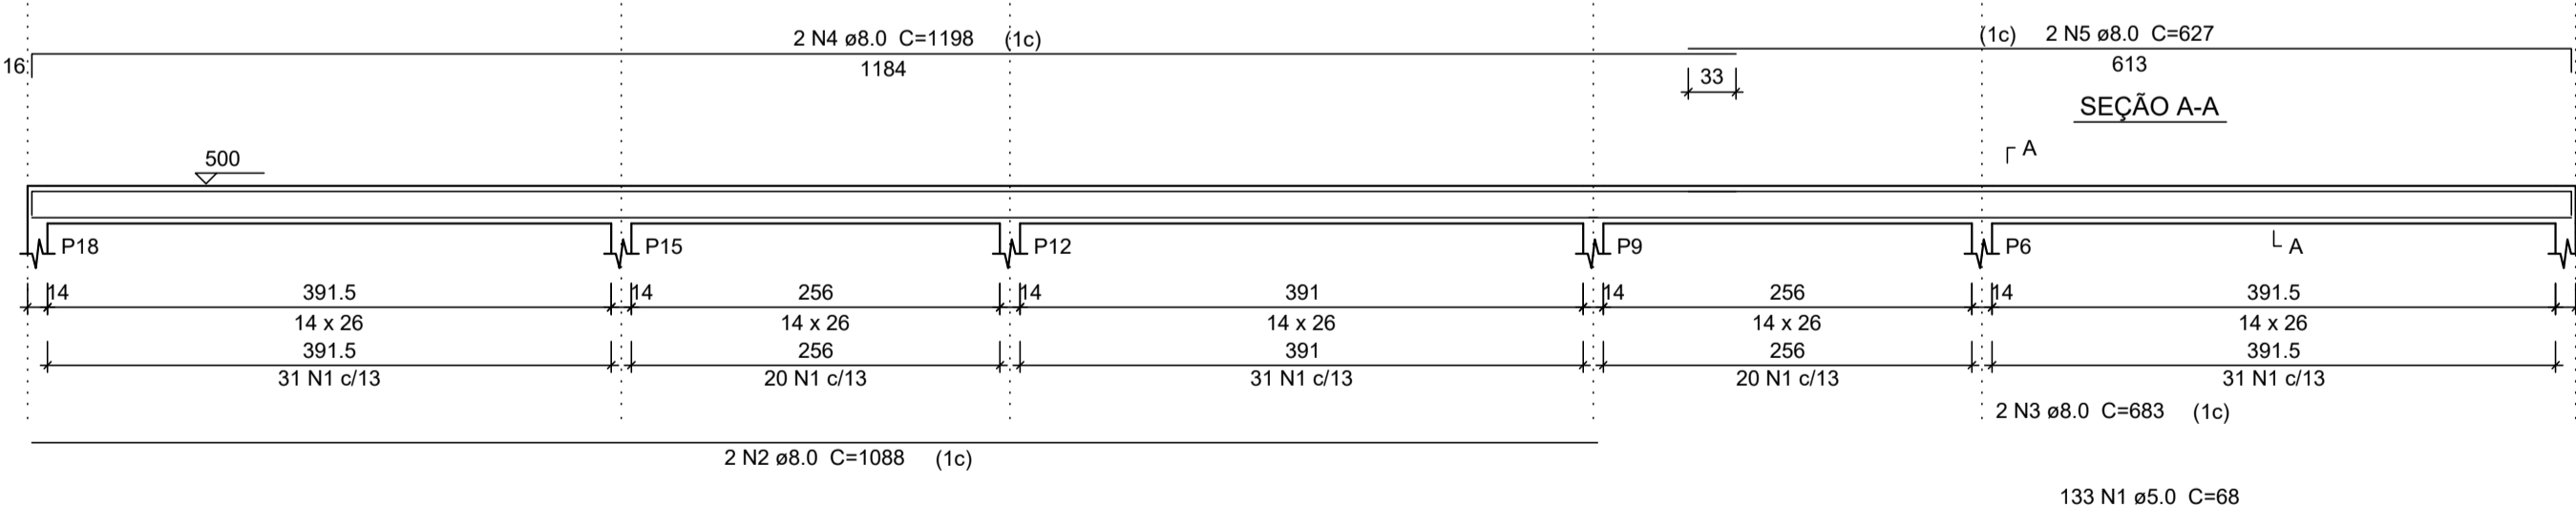 2 N4 ø8.0 C=1198 (1c)
(1c) 2 N5 ø8.0 C=627
16
1184
613
33
SEÇÃO A-A
A
500
P18 P15 P12 P9 P6 A
14 391.5 14 256 14 391 14 256 14 391.5
14 x 26 14 x 26 14 x 26 14 x 26 14 x 26
391.5 256 391 256 391.5
31 N1 c/13 20 N1 c/13 31 N1 c/13 20 N1 c/13 31 N1 c/13
2 N3 ø8.0 C=683 (1c)
2 N2 ø8.0 C=1088 (1c)
133 N1 ø5.0 C=68